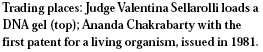 Trading places: Judge Valentina Sellarolli loads a
DNA gel (top); Ananda Chakrabarty with the
first patent for a living organism, issued in 1981.